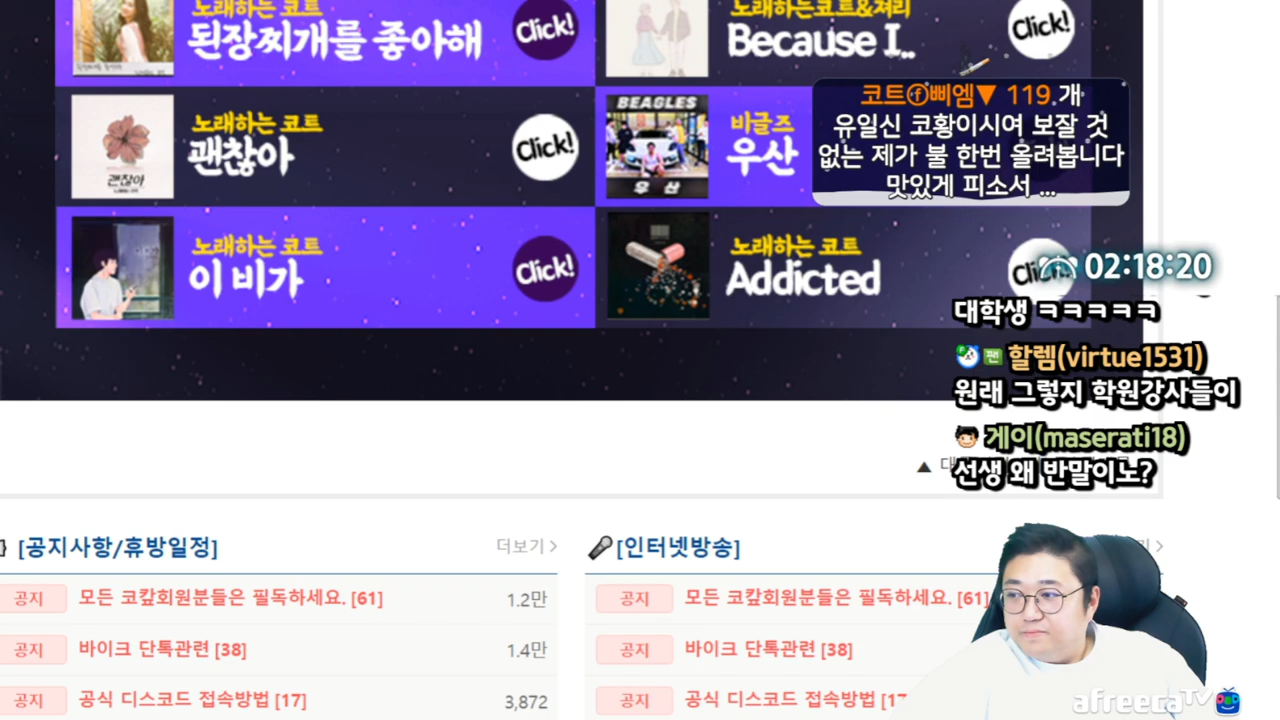 노래하는 코트
된장찌개를 좋아해
Click!
노래하는코트&져리
Because I..
Click!
노래하는 코트
괜찮아
Click!
괜찮아
BEAGLES
우 산
비글즈
우산
코트ⓕ삐엠▼ 119.개
유일신 코황이시여 보잘 것
없는 제가 불 한번 올려봅니다
맛있게 피소서 ...
노래하는 코트
이 비가
Click!
노래하는 코트
Addicted
02:18:20
대학생 ㅋㅋㅋㅋㅋ
팬 할렘(virtue1531)
원래 그렇지 학원강사들이
게이(maserati18)
▲
선생 왜 반말이노?
[공지사항/휴방일정]
더보기 >
공지 모든 코캎회원분들은 필독하세요. [61] 1.2만
공지 바이크 단톡관련 [38] 1.4만
공지 공식 디스코드 접속방법 [17] 3,872
[인터넷방송]
공지 모든 코캎회원분들은 필독하세요. [61]
공지 바이크 단톡관련 [38]
공지 공식 디스코드 접속방법 [17
afreecaTV